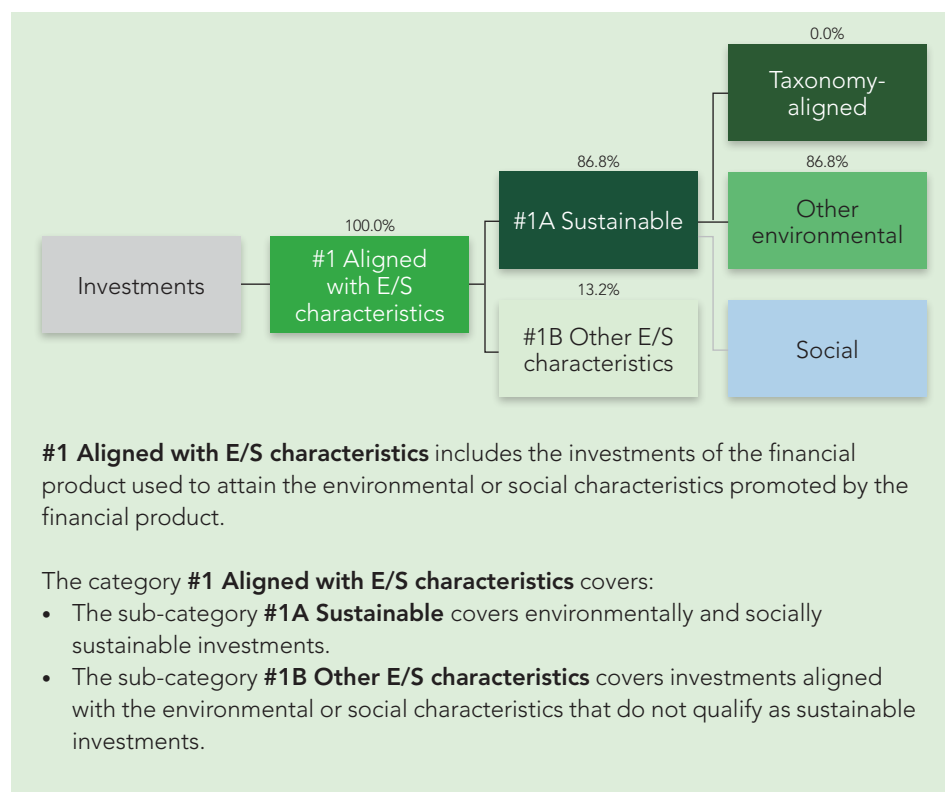 0.0%
Taxonomy-
aligned
86.8%
#1A Sustainable
86.8%
Other
environmental
100.0%
#1 Aligned
with E/S
characteristics
Investments
13.2%
#1B Other E/S
characteristics
Social
#1 Aligned with E/S characteristics includes the investments of the financial
product used to attain the environmental or social characteristics promoted by the
financial product.
The category #1 Aligned with E/S characteristics covers:
• The sub-category #1A Sustainable covers environmentally and socially
sustainable investments.
• The sub-category #1B Other E/S characteristics covers investments aligned
with the environmental or social characteristics that do not qualify as sustainable
investments.